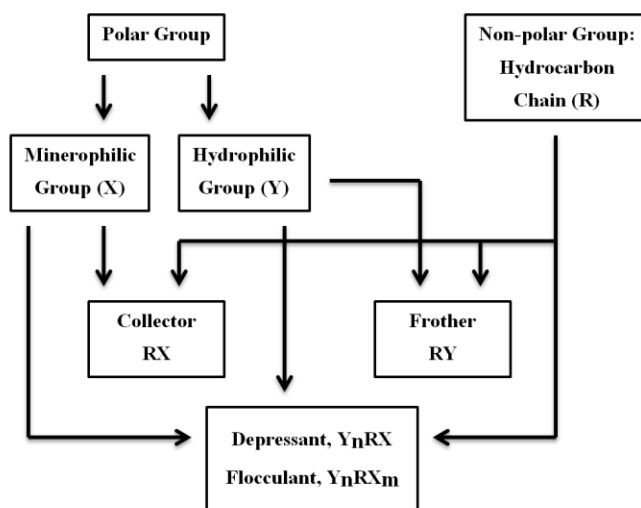 Polar Group
Non-polar Group:
Hydrocarbon
Chain (R)
Minerophilic
Group (X)
Hydrophilic
Group (Y)
Collector
RX
Frother
RY
Depressant, YnRX
Flocculant, YnRXm